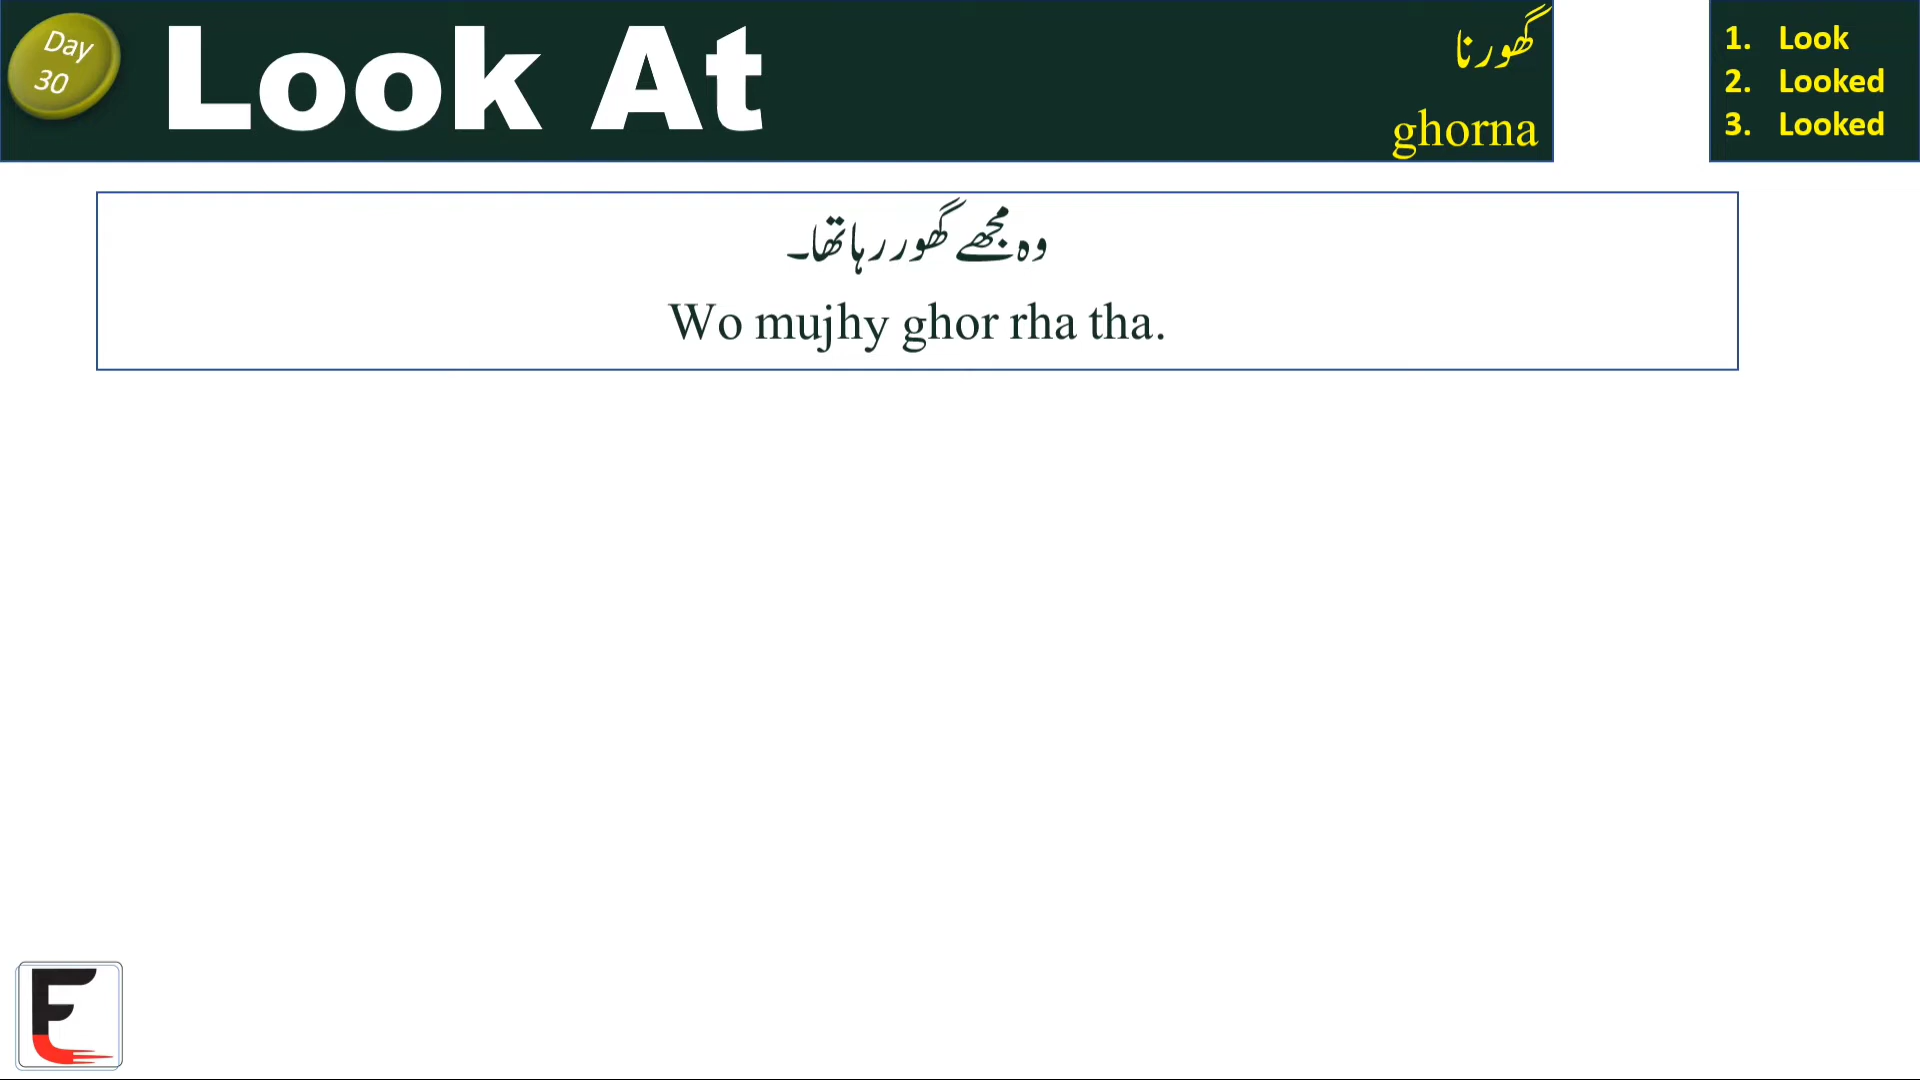 Day
30
Look At
گھورنا
ghorna
1. Look
2. Looked
3. Looked
وہ مجھے گھور رہا تھا۔
Wo mujhy ghor rha tha.